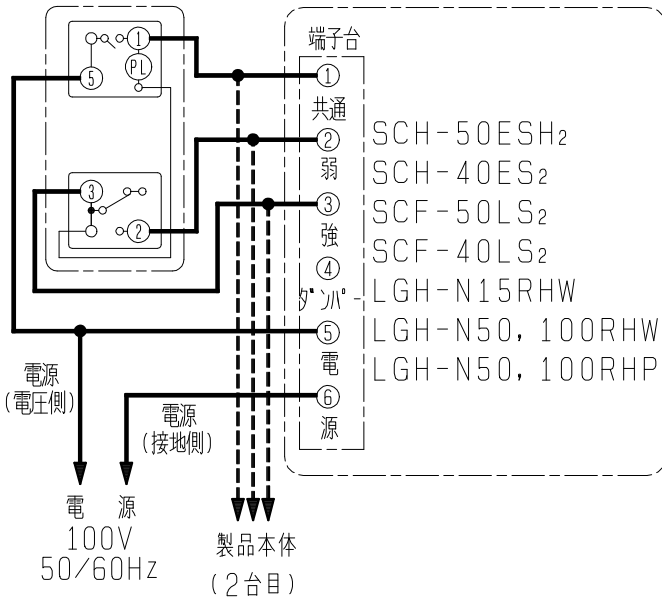 ①
PL
⑤
③
②
端子台
①
共通
②
弱
③
強
④
ダンパー
⑤
電
⑥
源
SCH-50ESH2
SCH-40ES2
SCF-50LS2
SCF-40LS2
LGH-N15RHW
LGH-N50, 100RHW
LGH-N50, 100RHP
電源
(電圧側)
電源
(接地側)
電 源
100V
50/60Hz
製品本体
(2台目)